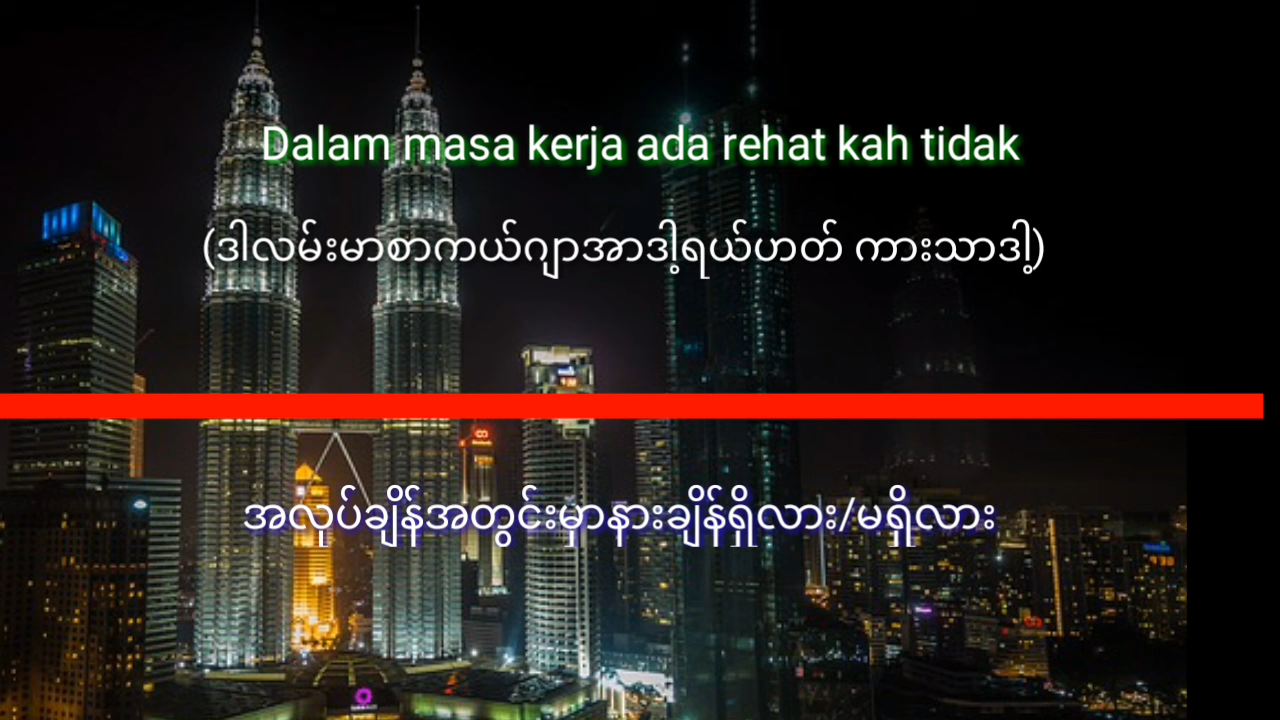 Dalam masa kerja ada rehat kah tidak
(ဒါလမ်းမာစာကယ်ဂျာအာဒါ့ရယ်ဟတ် ကားသာဒါ့)
အလုပ်ချိန်အတွင်းမှာနားချိန်ရှိလား/မရှိလား